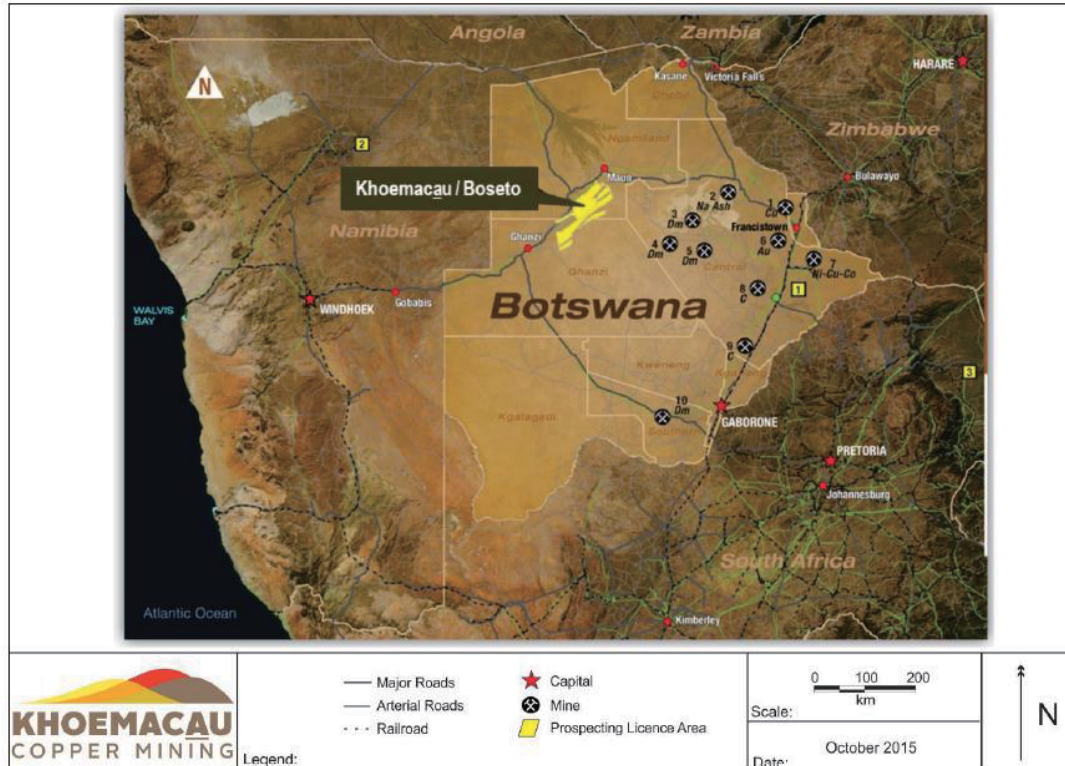 Angola
Zambia
HARARE
Kasane
Victoria Falls
N
Chobe
Ngamiland
Zimbabwe
2
Maun
Bulawayo
Khoemacau / Boseto
2
Na Ash
1
Cu
3
Dm
Francistown
Namibia
Ghanzi
4
Dm
5
Dm
6
Au
7
Ni-Cu-Co
Central
Ghanzi
8
C
1
WINDHOEK
Gobabis
Botswana
WALVIS
BAY
9
C
Kweneng
Kgatleng
3
Kgalagadi
10
Dm
GABORONE
Southern
PRETORIA
Johannesburg
South Africa
Atlantic Ocean
Kimberley
KHOEMACAU
COPPER MINING
Legend:
Major Roads
Arterial Roads
Railroad
Capital
Mine
Prospecting Licence Area
0 100 200
km
Scale:
October 2015
Date:
N